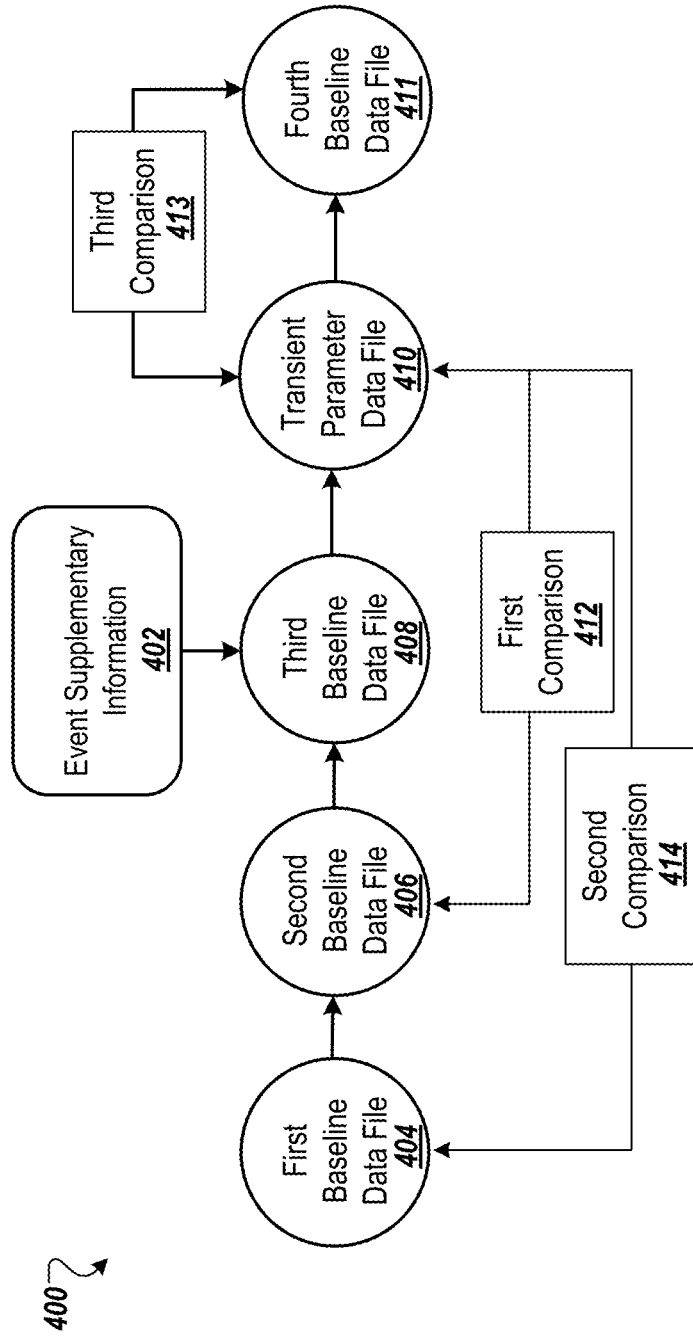 400
Event Supplementary
Information
402
Third
Comparison
413
First
Baseline
Data File
404
Second
Baseline
Data File
406
Third
Baseline
Data File
408
Transient
Parameter
Data File
410
Fourth
Baseline
Data File
411
First
Comparison
412
Second
Comparison
414